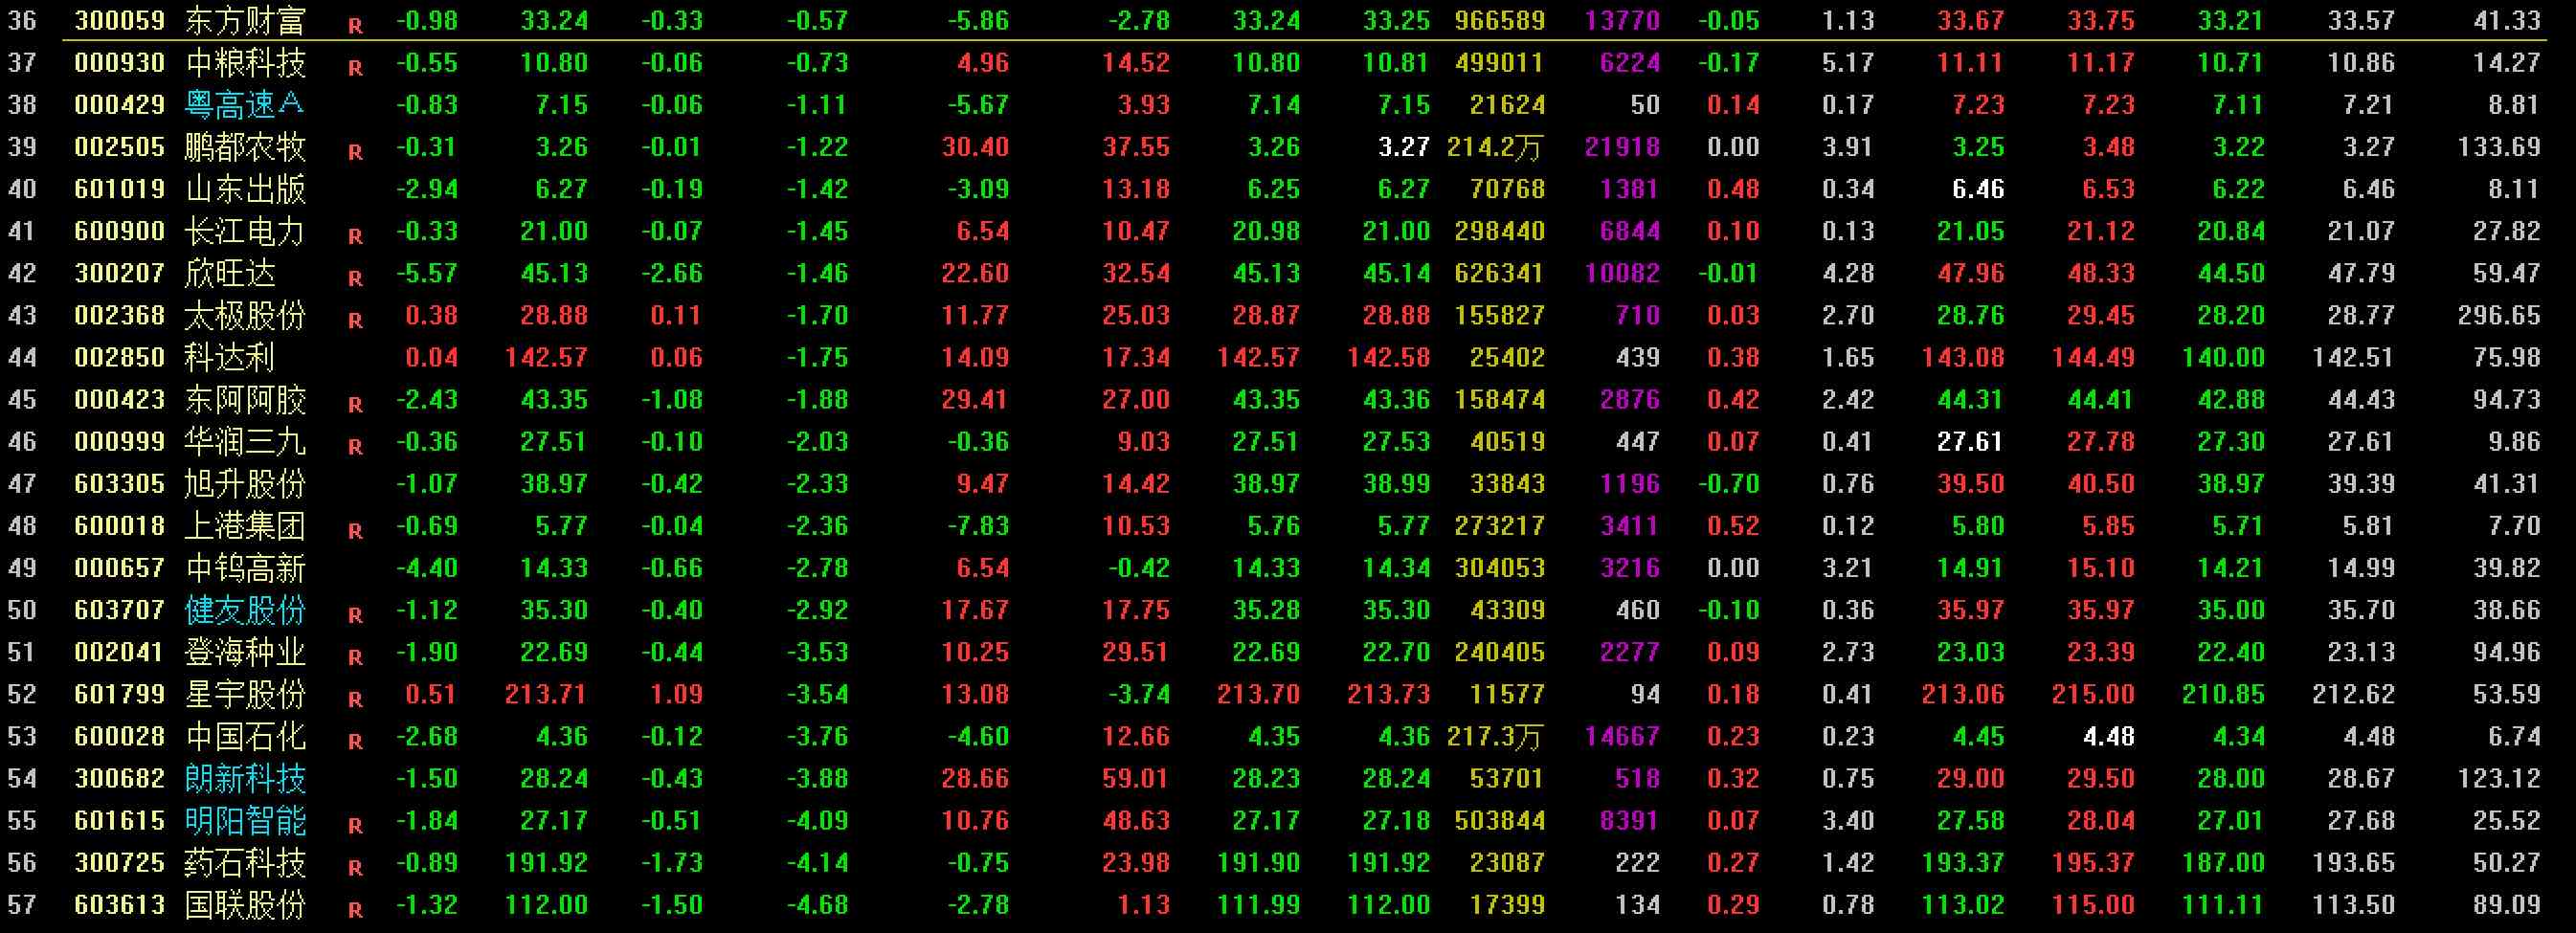 36 300059 东方财富 R -0.98 33.24 -0.33 -0.57 -5.86 -2.78 33.24 33.25 966589 13770 -0.05 1.13 33.67 33.75 33.21 33.57 41.33
37 000930 中粮科技 R -0.55 10.80 -0.06 -0.73 4.96 14.52 10.80 10.81 499011 6224 -0.17 5.17 11.11 11.17 10.71 10.86 14.27
38 000429 粤高速A -0.83 7.15 -0.06 -1.11 -5.67 3.93 7.14 7.15 21624 50 0.14 0.17 7.23 7.23 7.11 7.21 8.81
39 002505 鹏都农牧 R -0.31 3.26 -0.01 -1.22 30.40 37.55 3.26 3.27 214.2万 21918 0.00 3.91 3.25 3.48 3.22 3.27 133.69
40 601019 山东出版 -2.94 6.27 -0.19 -1.42 -3.09 13.18 6.25 6.27 70768 1381 0.48 0.34 6.46 6.53 6.22 6.46 8.11
41 600900 长江电力 R -0.33 21.00 -0.07 -1.45 6.54 10.47 20.98 21.00 298440 6844 0.10 0.13 21.05 21.12 20.84 21.07 27.82
42 300207 欣旺达 R -5.57 45.13 -2.66 -1.46 22.60 32.54 45.13 45.14 626341 10082 -0.01 4.28 47.96 48.33 44.50 47.79 59.47
43 002368 太极股份 R 0.38 28.88 0.11 -1.70 11.77 25.03 28.87 28.88 155827 710 0.03 2.70 28.76 29.45 28.20 28.77 296.65
44 002850 科达利 0.04 142.57 0.06 -1.75 14.09 17.34 142.57 142.58 25402 439 0.38 1.65 143.08 144.49 140.00 142.51 75.98
45 000423 东阿阿胶 R -2.43 43.35 -1.08 -1.88 29.41 27.00 43.35 43.36 158474 2876 0.42 2.42 44.31 44.41 42.88 44.43 94.73
46 000999 华润三九 R -0.36 27.51 -0.10 -2.03 -0.36 9.03 27.51 27.53 40519 447 0.07 0.41 27.61 27.78 27.30 27.61 9.86
47 603305 旭升股份 -1.07 38.97 -0.42 -2.33 9.47 14.42 38.97 38.99 33843 1196 -0.70 0.76 39.50 40.50 38.97 39.39 41.31
48 600018 上港集团 R -0.69 5.77 -0.04 -2.36 -7.83 10.53 5.76 5.77 273217 3411 0.52 0.12 5.80 5.85 5.71 5.81 7.70
49 000657 中钨高新 -4.40 14.33 -0.66 -2.78 6.54 -0.42 14.33 14.34 304053 3216 0.00 3.21 14.91 15.10 14.21 14.99 39.82
50 603707 健友股份 R -1.12 35.30 -0.40 -2.92 17.67 17.75 35.28 35.30 43309 460 -0.10 0.36 35.97 35.97 35.00 35.70 38.66
51 002041 登海种业 R -1.90 22.69 -0.44 -3.53 10.25 29.51 22.69 22.70 240405 2277 0.09 2.73 23.03 23.39 22.40 23.13 94.96
52 601799 星宇股份 R 0.51 213.71 1.09 -3.54 13.08 -3.74 213.70 213.73 11577 94 0.18 0.41 213.06 215.00 210.85 212.62 53.59
53 600028 中国石化 R -2.68 4.36 -0.12 -3.76 -4.60 12.66 4.35 4.36 217.3万 14667 0.23 0.23 4.45 4.48 4.34 4.48 6.74
54 300682 朗新科技 -1.50 28.24 -0.43 -3.88 28.66 59.01 28.23 28.24 53701 518 0.32 0.75 29.00 29.50 28.00 28.67 123.12
55 601615 明阳智能 R -1.84 27.17 -0.51 -4.09 10.76 48.63 27.17 27.18 503844 8391 0.07 3.40 27.58 28.04 27.01 27.68 25.52
56 300725 药石科技 R -0.89 191.92 -1.73 -4.14 -0.75 23.98 191.90 191.92 23087 222 0.27 1.42 193.37 195.37 187.00 193.65 50.27
57 603613 国联股份 R -1.32 112.00 -1.50 -4.68 -2.78 1.13 111.99 112.00 17399 134 0.29 0.78 113.02 115.00 111.11 113.50 89.09